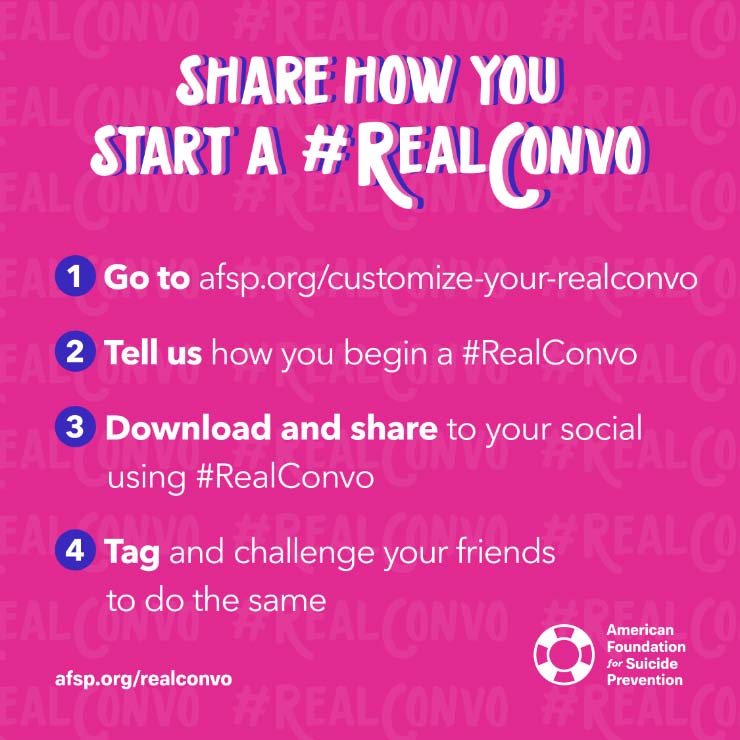 SHARE HOW YOU
START A #REALCONVO
1 Go to afsp.org/customize-your-realconvo
2 Tell us how you begin a #RealConvo
3 Download and share to your social
using #RealConvo
4 Tag and challenge your friends
to do the same
afsp.org/realconvo
American
Foundation
for Suicide
Prevention